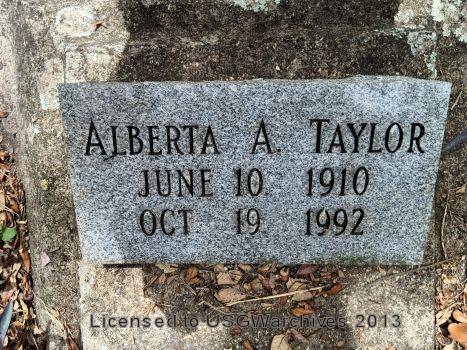 ALBERTA A. TAYLOR
JUNE 10. 1910
OCT. 19 1992
Licensed to USGWarchives 2013